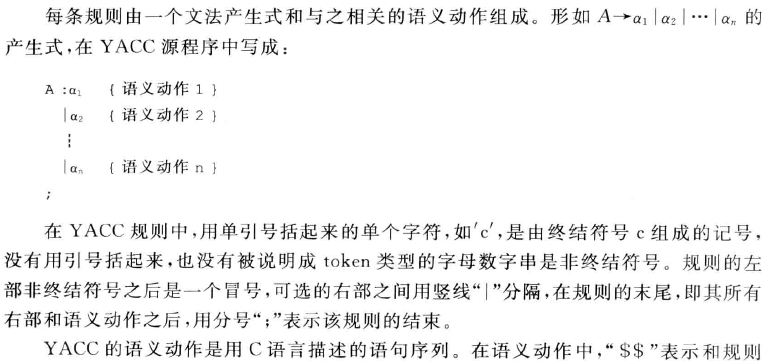 每条规则由一个文法产生式和与之相关的语义动作组成。形如 A→α₁|α₂|…|αₙ 的
产生式,在 YACC 源程序中写成:
A :α₁ { 语义动作 1 }
|α₂ { 语义动作 2 }
⋮
|αₙ { 语义动作 n }
;
在 YACC 规则中,用单引号括起来的单个字符,如'c',是由终结符号 c 组成的记号,
没有用引号括起来,也没有被说明成 token 类型的字母数字串是非终结符号。规则的左
部非终结符号之后是一个冒号,可选的右部之间用竖线“|”分隔,在规则的末尾,即其所有
右部和语义动作之后,用分号“;”表示该规则的结束。
YACC 的语义动作是用 C 语言描述的语句序列。在语义动作中,“$$”表示和规则